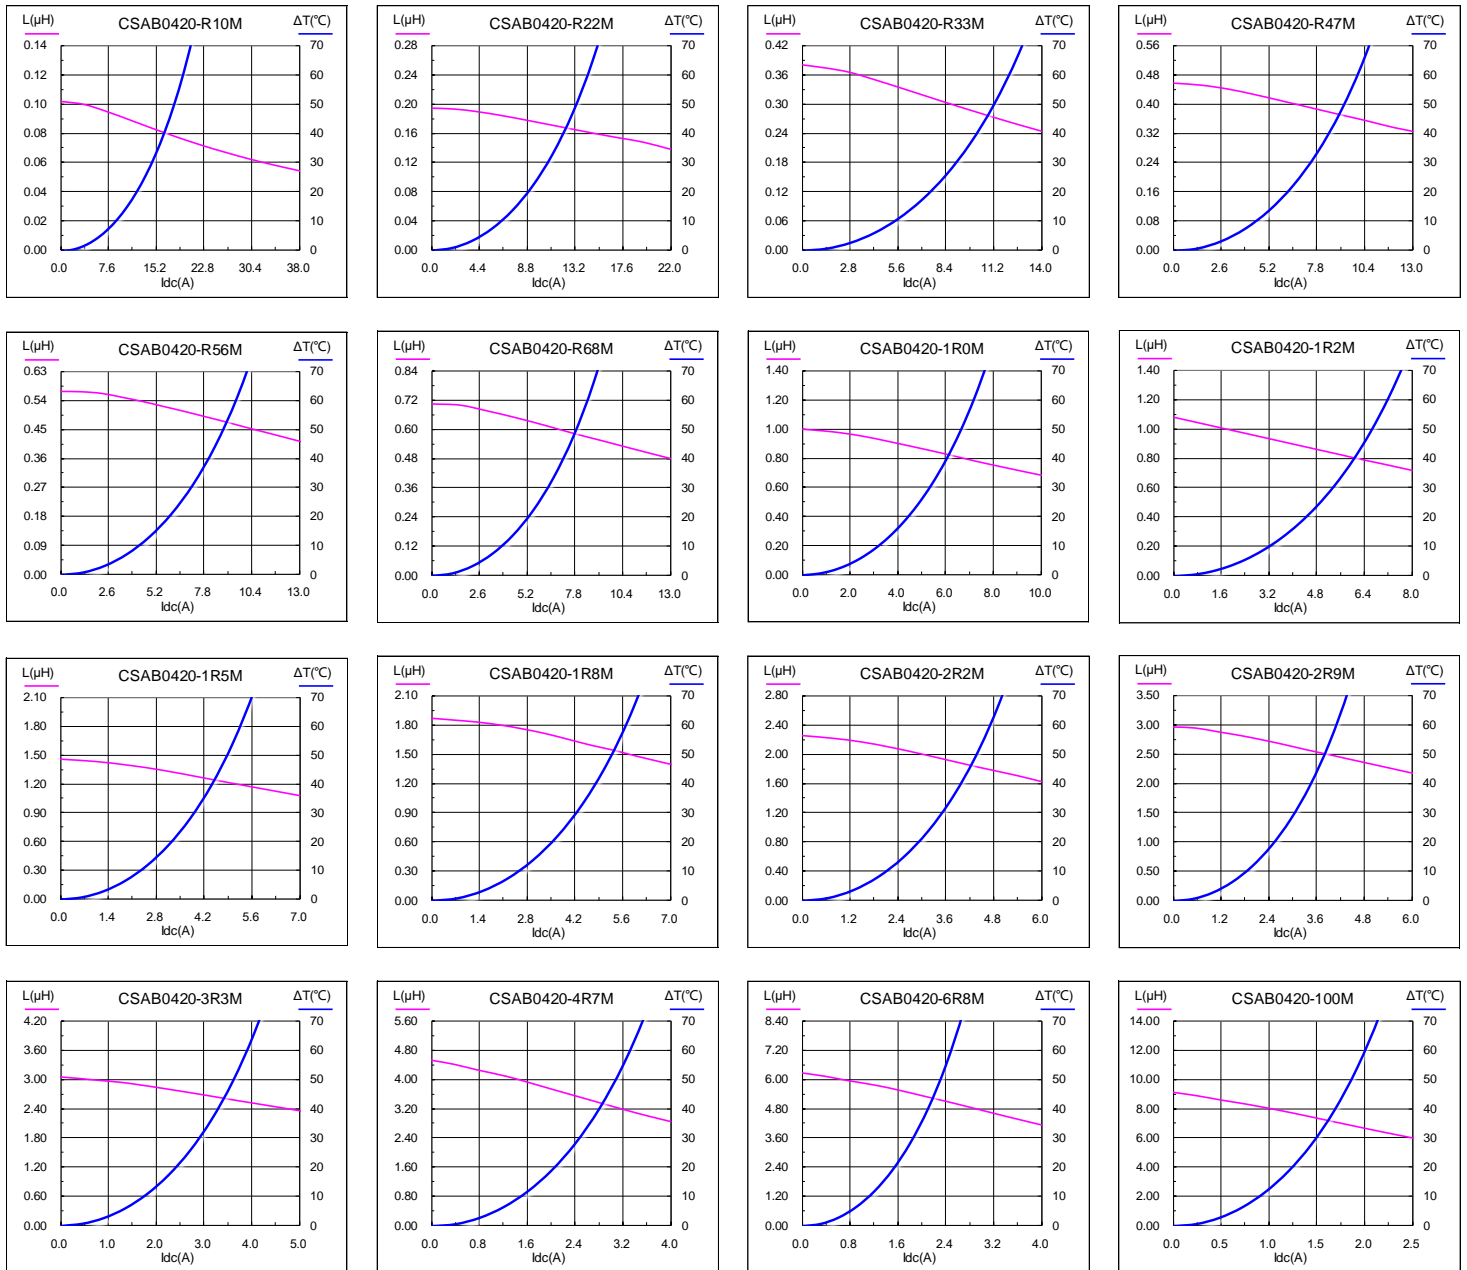 L(μH) CSAB0420-R10M ΔT(℃)
0.14 70
0.12 60
0.10 50
0.08 40
0.06 30
0.04 20
0.02 10
0.00 0
0.0 7.6 15.2 22.8 30.4 38.0
Idc(A)
L(μH) CSAB0420-R22M ΔT(℃)
0.28 70
0.24 60
0.20 50
0.16 40
0.12 30
0.08 20
0.04 10
0.00 0
0.0 4.4 8.8 13.2 17.6 22.0
Idc(A)
L(μH) CSAB0420-R33M ΔT(℃)
0.42 70
0.36 60
0.30 50
0.24 40
0.18 30
0.12 20
0.06 10
0.00 0
0.0 2.8 5.6 8.4 11.2 14.0
Idc(A)
L(μH) CSAB0420-R47M ΔT(℃)
0.56 70
0.48 60
0.40 50
0.32 40
0.24 30
0.16 20
0.08 10
0.00 0
0.0 2.6 5.2 7.8 10.4 13.0
Idc(A)
L(μH) CSAB0420-R56M ΔT(℃)
0.63 70
0.54 60
0.45 50
0.36 40
0.27 30
0.18 20
0.09 10
0.00 0
0.0 2.6 5.2 7.8 10.4 13.0
Idc(A)
L(μH) CSAB0420-R68M ΔT(℃)
0.84 70
0.72 60
0.60 50
0.48 40
0.36 30
0.24 20
0.12 10
0.00 0
0.0 2.6 5.2 7.8 10.4 13.0
Idc(A)
L(μH) CSAB0420-1R0M ΔT(℃)
1.40 70
1.20 60
1.00 50
0.80 40
0.60 30
0.40 20
0.20 10
0.00 0
0.0 2.0 4.0 6.0 8.0 10.0
Idc(A)
L(μH) CSAB0420-1R2M ΔT(℃)
1.40 70
1.20 60
1.00 50
0.80 40
0.60 30
0.40 20
0.20 10
0.00 0
0.0 1.6 3.2 4.8 6.4 8.0
Idc(A)
L(μH) CSAB0420-1R5M ΔT(℃)
2.10 70
1.80 60
1.50 50
1.20 40
0.90 30
0.60 20
0.30 10
0.00 0
0.0 1.4 2.8 4.2 5.6 7.0
Idc(A)
L(μH) CSAB0420-1R8M ΔT(℃)
2.10 70
1.80 60
1.50 50
1.20 40
0.90 30
0.60 20
0.30 10
0.00 0
0.0 1.4 2.8 4.2 5.6 7.0
Idc(A)
L(μH) CSAB0420-2R2M ΔT(℃)
2.80 70
2.40 60
2.00 50
1.60 40
1.20 30
0.80 20
0.40 10
0.00 0
0.0 1.2 2.4 3.6 4.8 6.0
Idc(A)
L(μH) CSAB0420-2R9M ΔT(℃)
3.50 70
3.00 60
2.50 50
2.00 40
1.50 30
1.00 20
0.50 10
0.00 0
0.0 1.2 2.4 3.6 4.8 6.0
Idc(A)
L(μH) CSAB0420-3R3M ΔT(℃)
4.20 70
3.60 60
3.00 50
2.40 40
1.80 30
1.20 20
0.60 10
0.00 0
0.0 1.0 2.0 3.0 4.0 5.0
Idc(A)
L(μH) CSAB0420-4R7M ΔT(℃)
5.60 70
4.80 60
4.00 50
3.20 40
2.40 30
1.60 20
0.80 10
0.00 0
0.0 0.8 1.6 2.4 3.2 4.0
Idc(A)
L(μH) CSAB0420-6R8M ΔT(℃)
8.40 70
7.20 60
6.00 50
4.80 40
3.60 30
2.40 20
1.20 10
0.00 0
0.0 0.8 1.6 2.4 3.2 4.0
Idc(A)
L(μH) CSAB0420-100M ΔT(℃)
14.00 70
12.00 60
10.00 50
8.00 40
6.00 30
4.00 20
2.00 10
0.00 0
0.0 0.5 1.0 1.5 2.0 2.5
Idc(A)